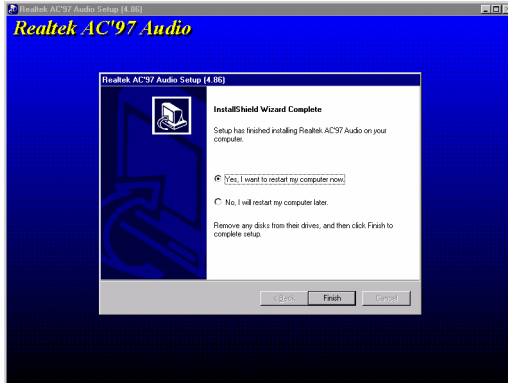 Realtek AC'97 Audio Setup (4.86)
Realtek AC'97 Audio
Realtek AC'97 Audio Setup (4.86)
InstallShield Wizard Complete
Setup has finished installing Realtek AC'97 Audio on your
computer.
Yes, I want to restart my computer now.
No, I will restart my computer later.
Remove any disks from their drives, and then click Finish to
complete setup.
< Back Finish Cancel